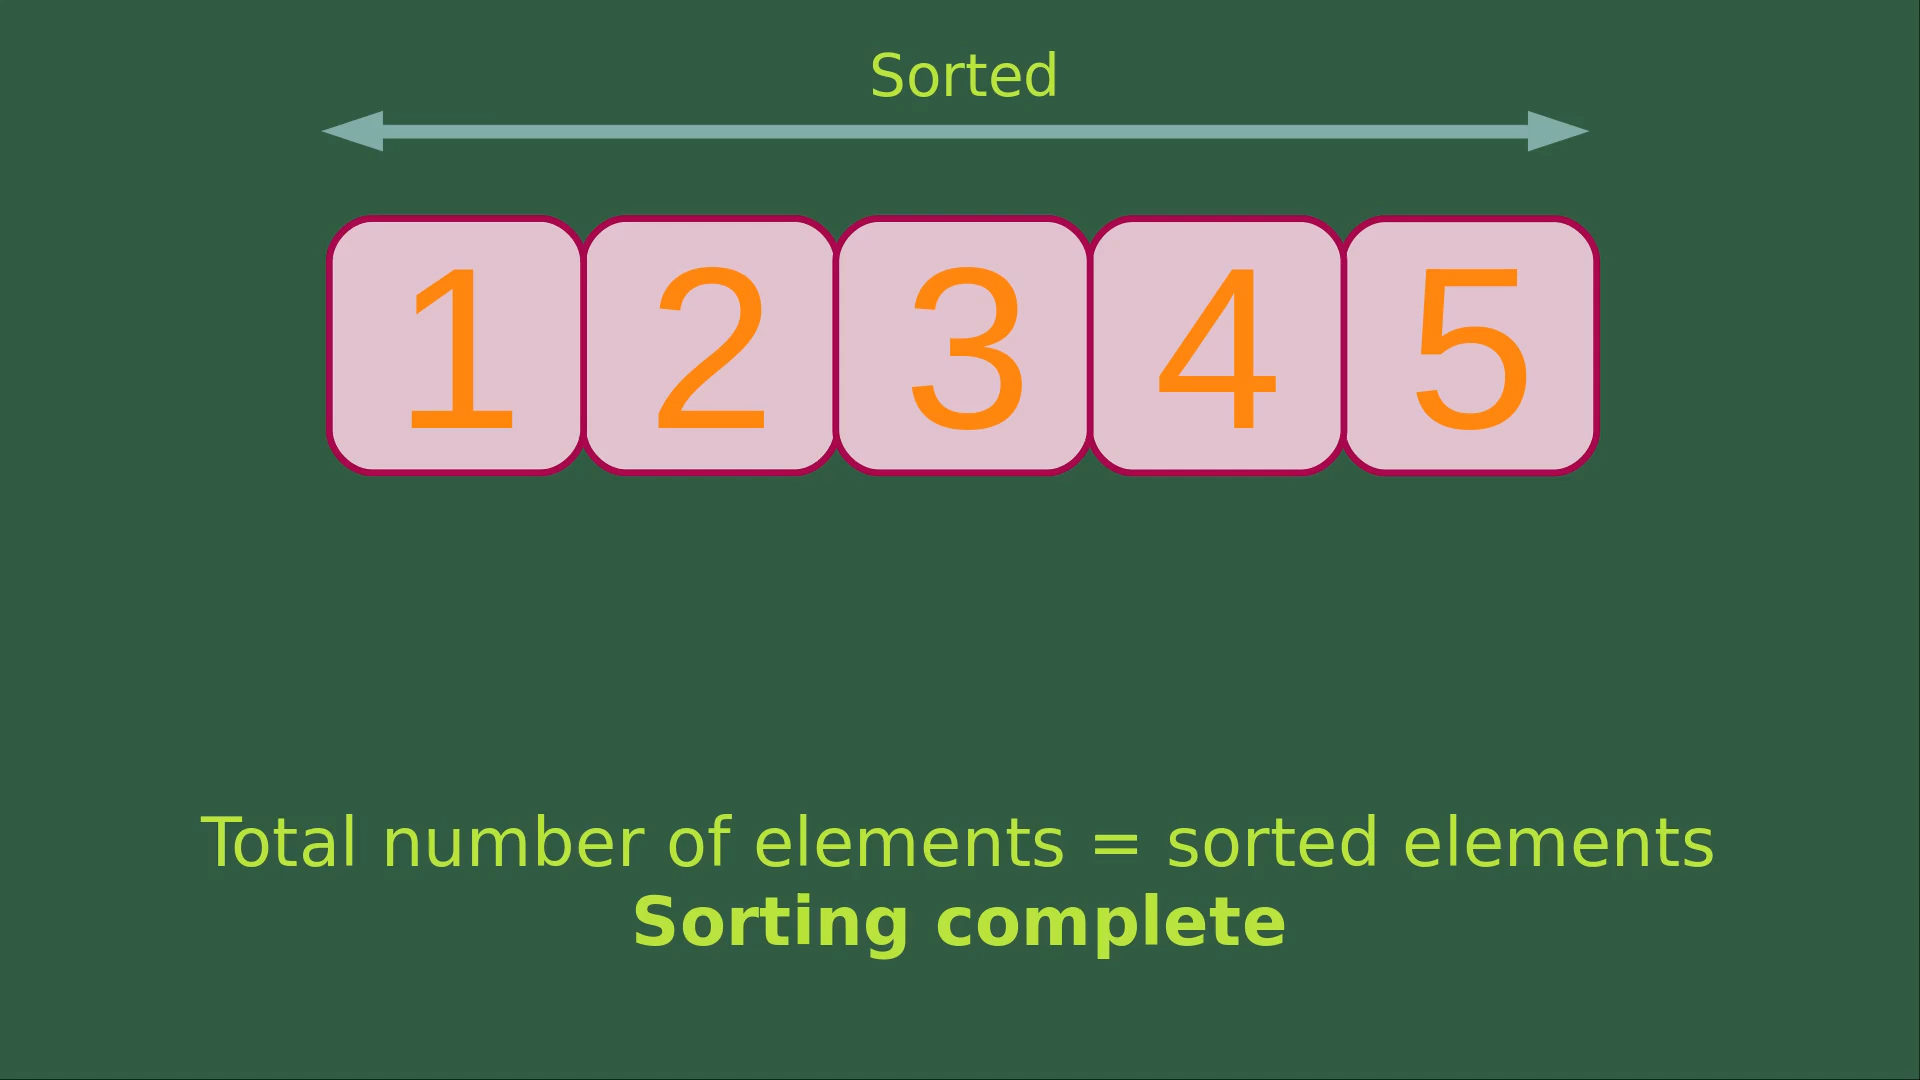 Sorted
1 2 3 4 5
Total number of elements = sorted elements
Sorting complete